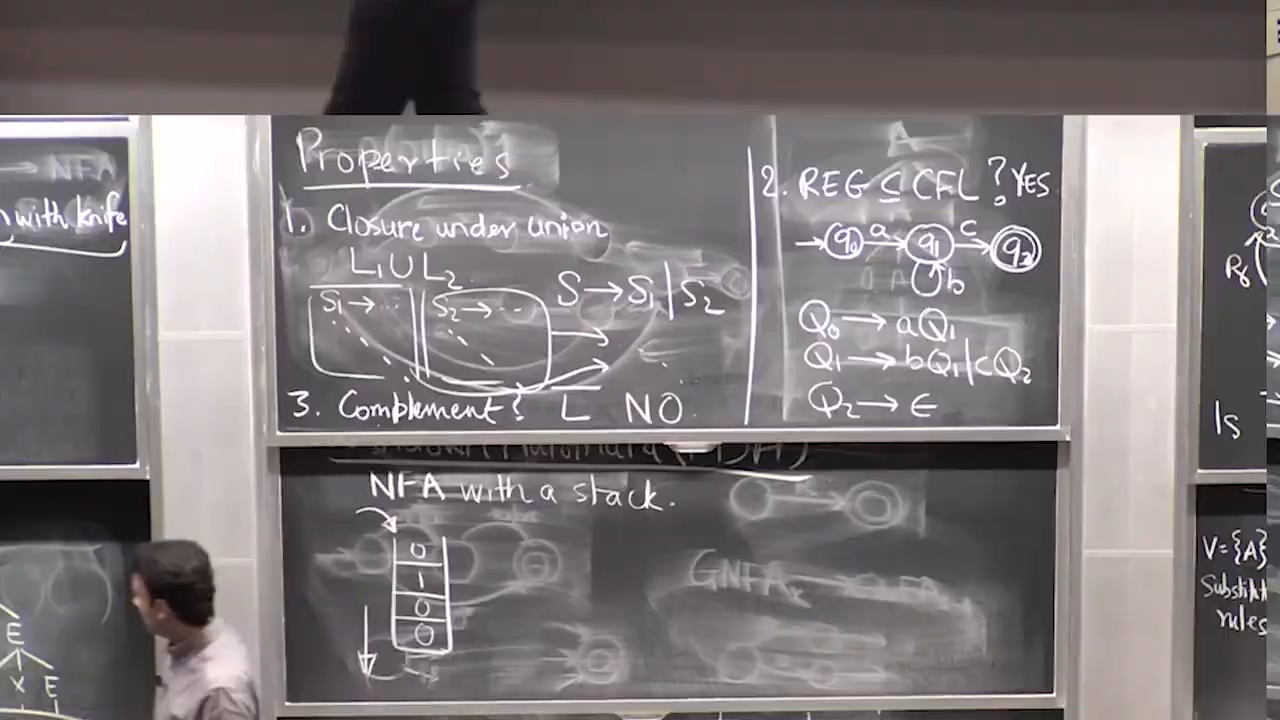 → NFA
with knife
Properties
1. Closure under union
L₁ ∪ L₂
S₁ → ...
S₂ → ...
S → S₁ | S₂
3. Complement? L̅ NO.
2. REG ⊆ CFL ? YES
→ q₀ a → q₁ c → q₂
b
Q₀ → aQ₁
Q₁ → bQ₁ | cQ₂
Q₂ → ∈
NFA with a stack.
0
1
0
0
GNFA
E
X E
Is
V = {A}
rules